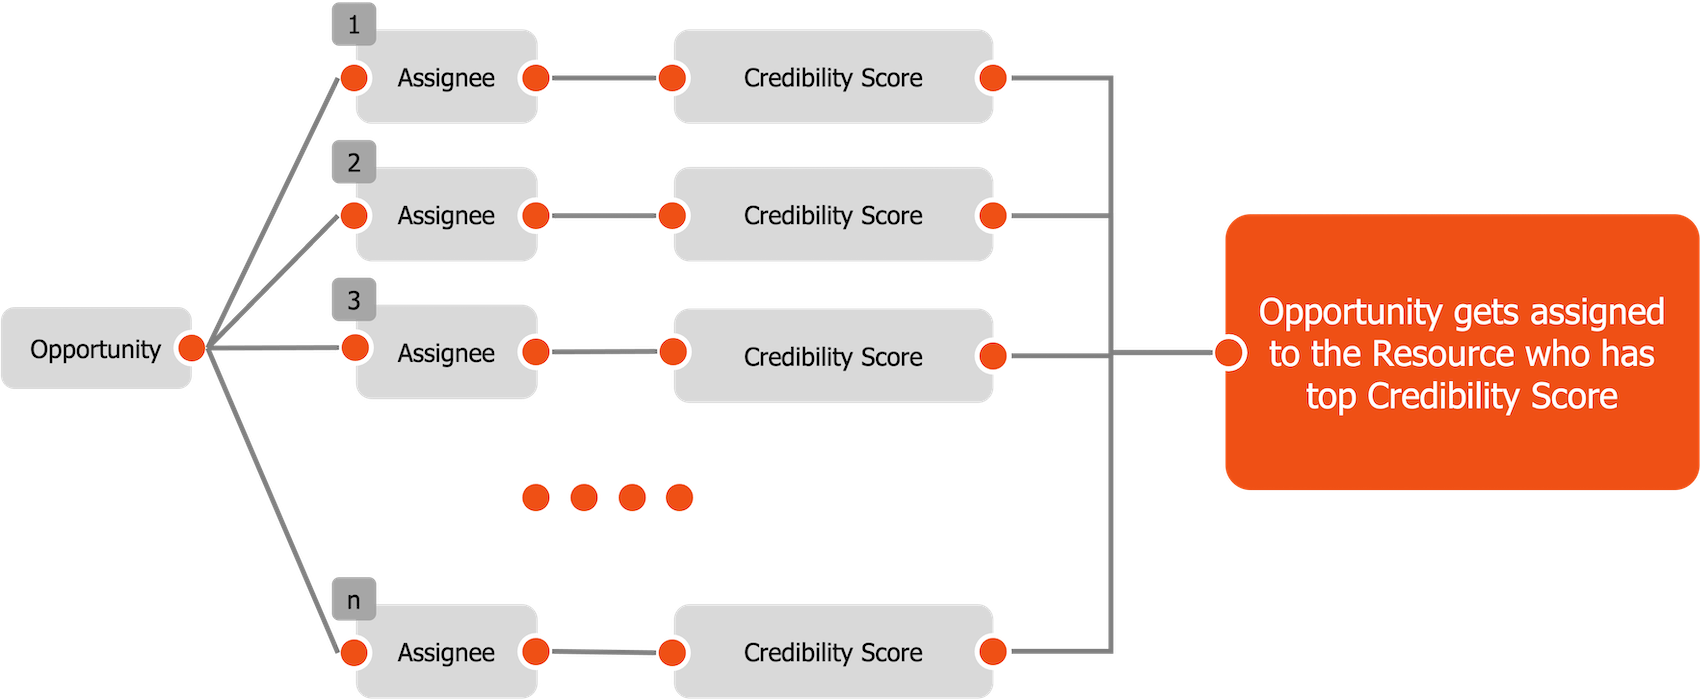 1
Assignee
Credibility Score
2
Assignee
Credibility Score
3
Assignee
Credibility Score
Opportunity
n
Assignee
Credibility Score
Opportunity gets assigned
to the Resource who has
top Credibility Score